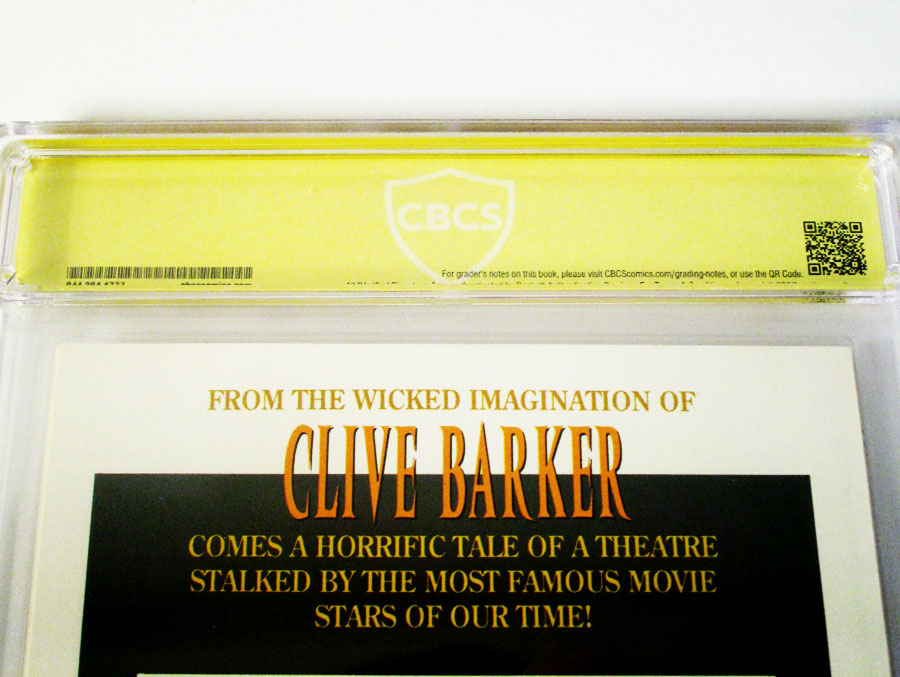 CBCS
For grader's notes on this book, please visit CBCScomics.com/grading-notes, or use the QR Code.
FROM THE WICKED IMAGINATION OF
CLIVE BARKER
COMES A HORRIFIC TALE OF A THEATRE
STALKED BY THE MOST FAMOUS MOVIE
STARS OF OUR TIME!